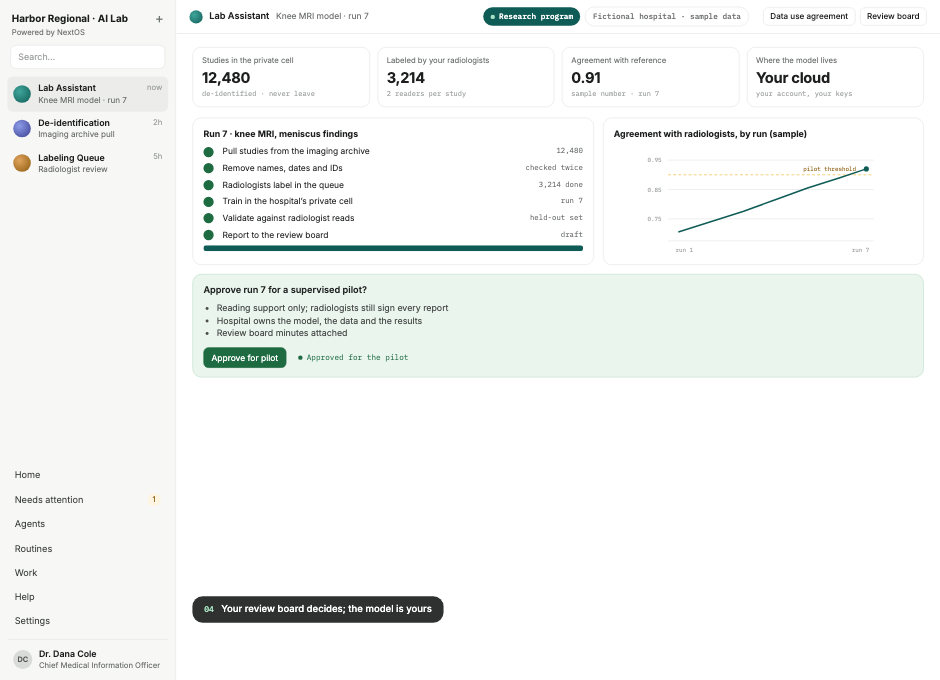 Harbor Regional · AI Lab
+
Powered by NextOS
Search...
Lab Assistant
now
Knee MRI model · run 7
De-identification
2h
Imaging archive pull
Labeling Queue
5h
Radiologist review
Home
Needs attention
1
Agents
Routines
Work
Help
Settings
DC
Dr. Dana Cole
Chief Medical Information Officer
Lab Assistant Knee MRI model · run 7
Research program
Fictional hospital · sample data
Data use agreement
Review board
Studies in the private cell
12,480
de-identified · never leave
Labeled by your radiologists
3,214
2 readers per study
Agreement with reference
0.91
sample number · run 7
Where the model lives
Your cloud
your account, your keys
Run 7 · knee MRI, meniscus findings
Pull studies from the imaging archive 12,480
Remove names, dates and IDs checked twice
Radiologists label in the queue 3,214 done
Train in the hospital's private cell run 7
Validate against radiologist reads held-out set
Report to the review board draft
Agreement with radiologists, by run (sample)
0.95
pilot threshold
0.85
0.75
run 1 run 7
Approve run 7 for a supervised pilot?
• Reading support only; radiologists still sign every report
• Hospital owns the model, the data and the results
• Review board minutes attached
Approve for pilot
Approved for the pilot
04 Your review board decides; the model is yours